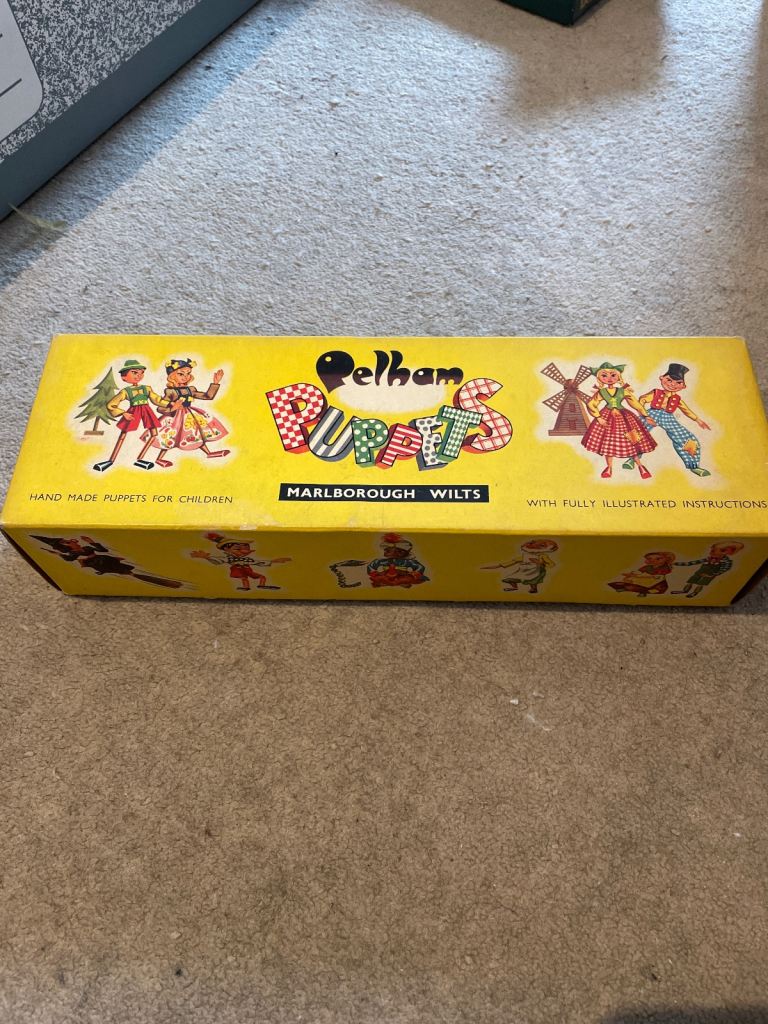 Pelham
PUPPETS
MARLBOROUGH WILTS
HAND MADE PUPPETS FOR CHILDREN
WITH FULLY ILLUSTRATED INSTRUCTIONS